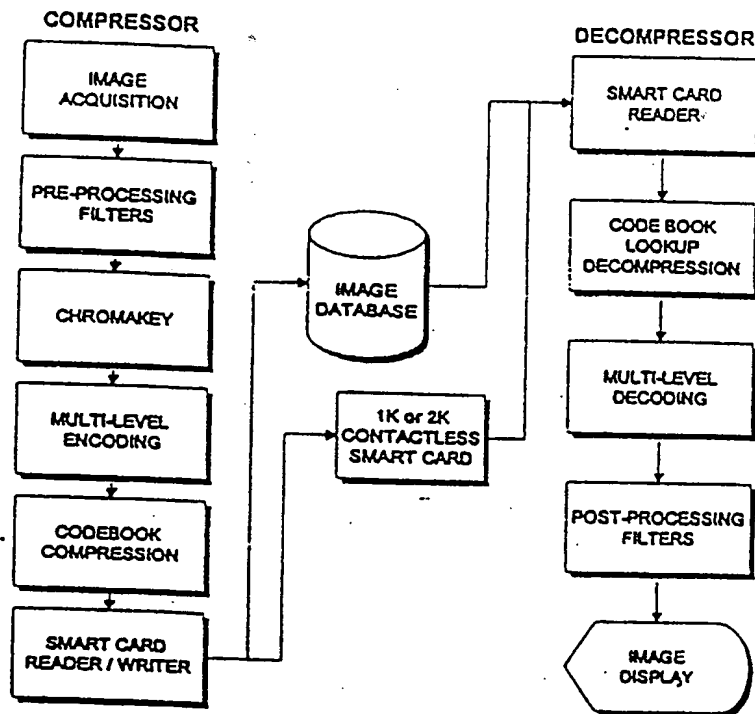 COMPRESSOR
IMAGE
ACQUISITION
PRE-PROCESSING
FILTERS
CHROMAKEY
MULTI-LEVEL
ENCODING
CODEBOOK
COMPRESSION
SMART CARD
READER / WRITER
IMAGE
DATABASE
1K or 2K
CONTACTLESS
SMART CARD
DECOMPRESSOR
SMART CARD
READER
CODE BOOK
LOOKUP
DECOMPRESSION
MULTI-LEVEL
DECODING
POST-PROCESSING
FILTERS
IMAGE
DISPLAY